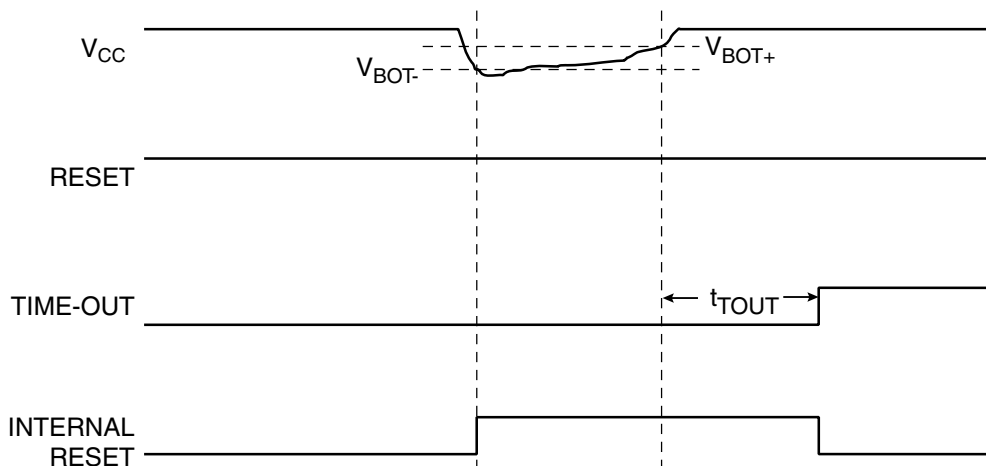 VCC
VBOT-
VBOT+
RESET
TIME-OUT
tTOUT
INTERNAL
RESET